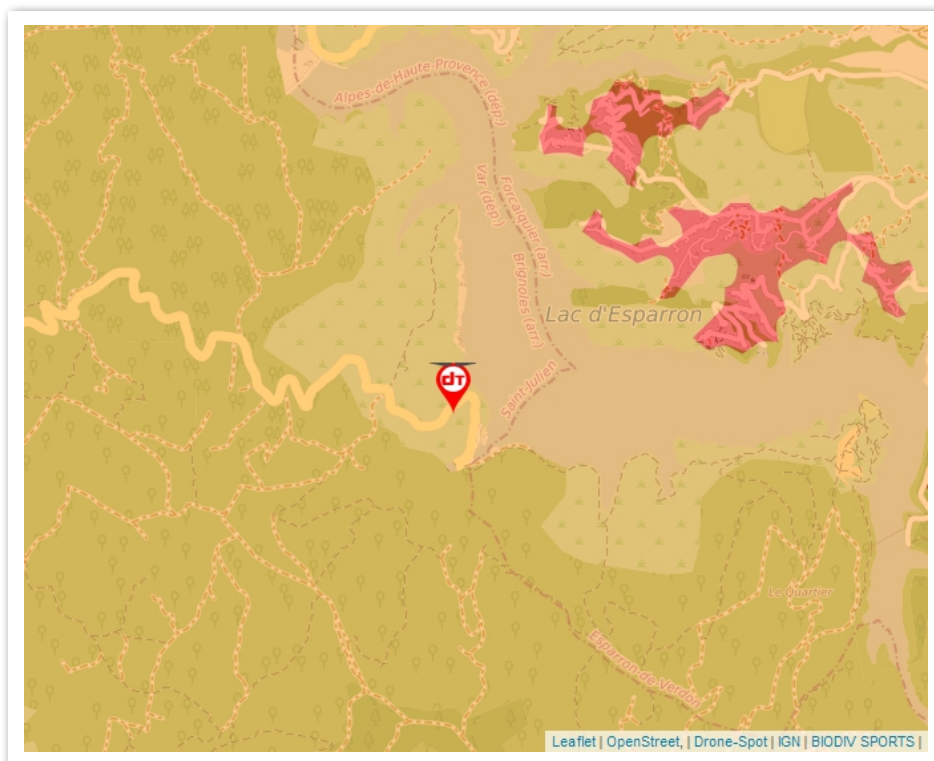 Alpes-de-Haute-Provence (dép.)
Var (dép.)
Forcalquier (arr.)
Brignoles (arr.)
Lac d'Esparron
dT
Saint-Julien
Le Quartier
Esparron-de-Verdon
Leaflet | OpenStreet, | Drone-Spot | IGN | BIODIV SPORTS |